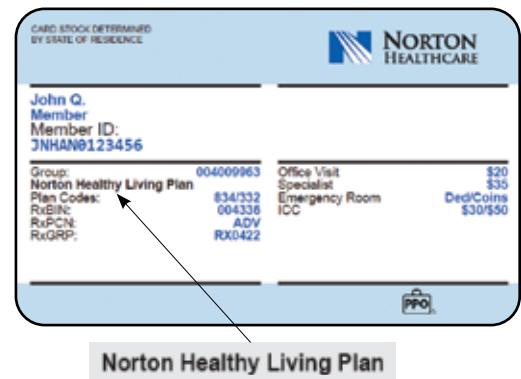 CARD STOCK DETERMINED
BY STATE OF RESIDENCE
NORTON
HEALTHCARE
John Q.
Member
Member ID:
JNHAN0123456
Group: 004009963
Norton Healthy Living Plan
Plan Codes: 834/332
RxBIN: 004336
RxPCN: ADV
RxGRP: RX0422
Office Visit $20
Specialist $35
Emergency Room Ded/Coins
ICC $30/$50
PPO
Norton Healthy Living Plan